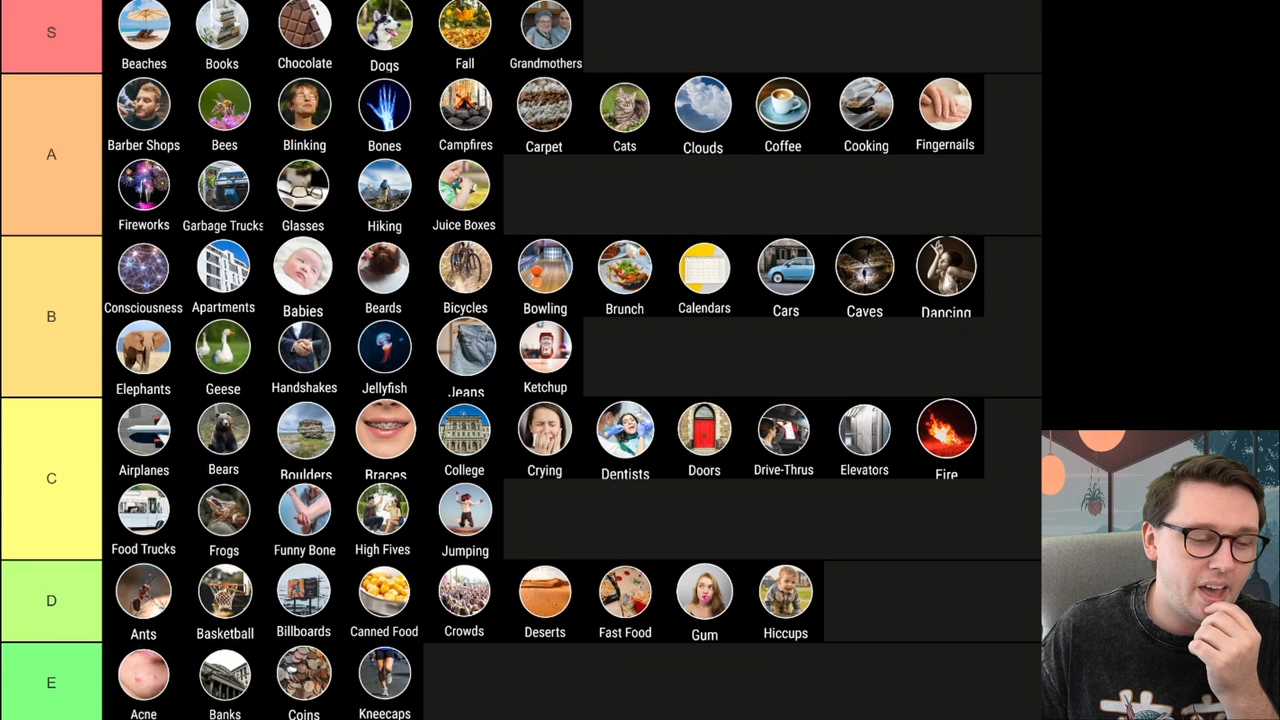 S
Beaches Books Chocolate Dogs Fall Grandmothers
A
Barber Shops Bees Blinking Bones Campfires Carpet Cats Clouds Coffee Cooking Fingernails
Fireworks Garbage Trucks Glasses Hiking Juice Boxes
B
Consciousness Apartments Babies Beards Bicycles Bowling Brunch Calendars Cars Caves Dancing
Elephants Geese Handshakes Jellyfish Jeans Ketchup
C
Airplanes Bears Boulders Braces College Crying Dentists Doors Drive-Thrus Elevators Fire
Food Trucks Frogs Funny Bone High Fives Jumping
D
Ants Basketball Billboards Canned Food Crowds Deserts Fast Food Gum Hiccups
E
Acne Banks Coins Kneecaps